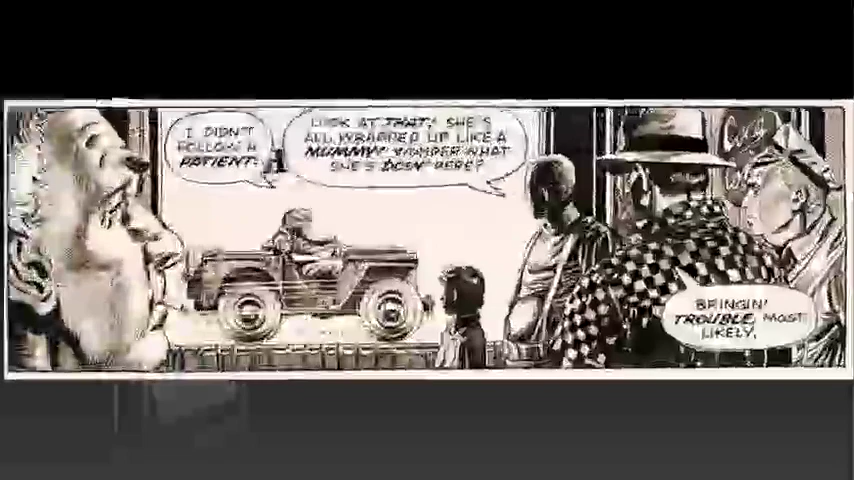 I DIDN'T
FOLLOW A
PATIENT.
LOOK AT THAT! SHE'S
ALL WRAPPED UP LIKE A
MUMMY! WONDER WHAT
SHE'S BEEN HERE?
BRINGIN'
TROUBLE, MOST
LIKELY.